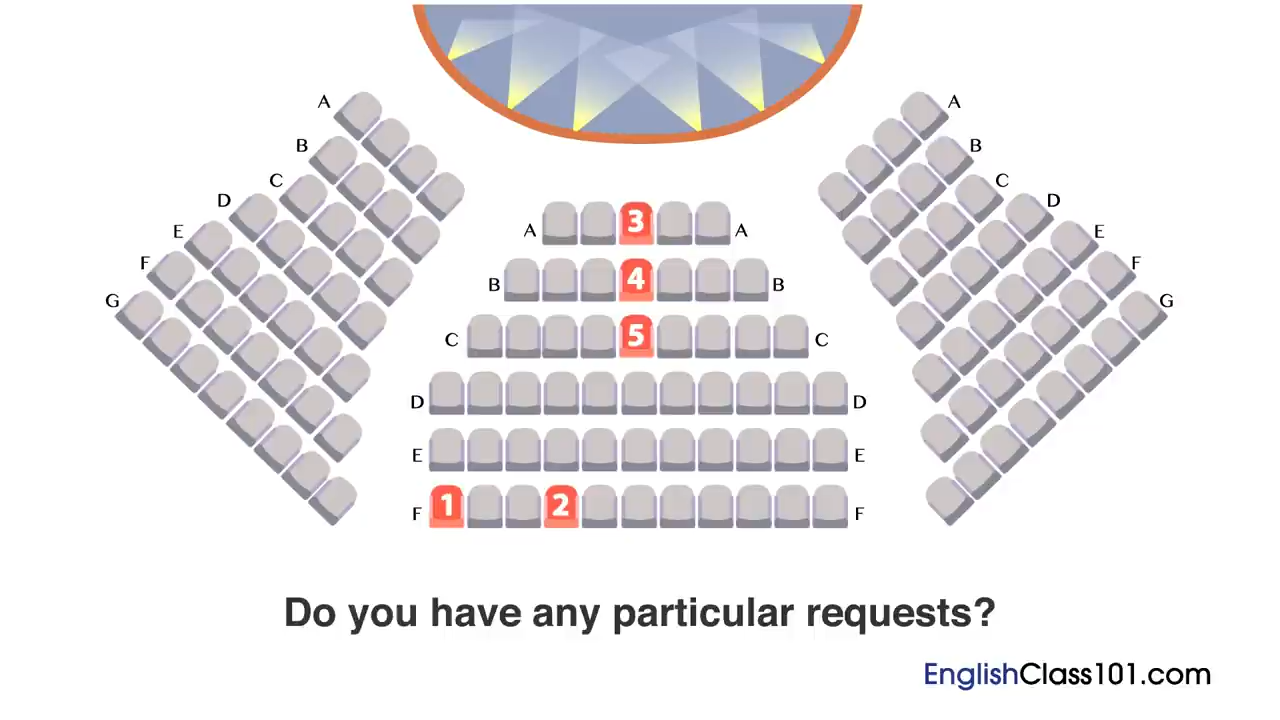 A A
B B
C C
D D
E E
F F
G G
A 3 A
B 4 B
C 5 C
D D
E E
F 1 2 F
Do you have any particular requests?
EnglishClass101.com